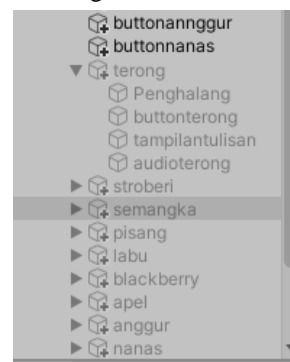 buttonannggur
buttonnanas
terong
Penghalang
buttonterong
tampilantulisan
audioterong
stroberi
semangka
pisang
labu
blackberry
apel
anggur
nanas